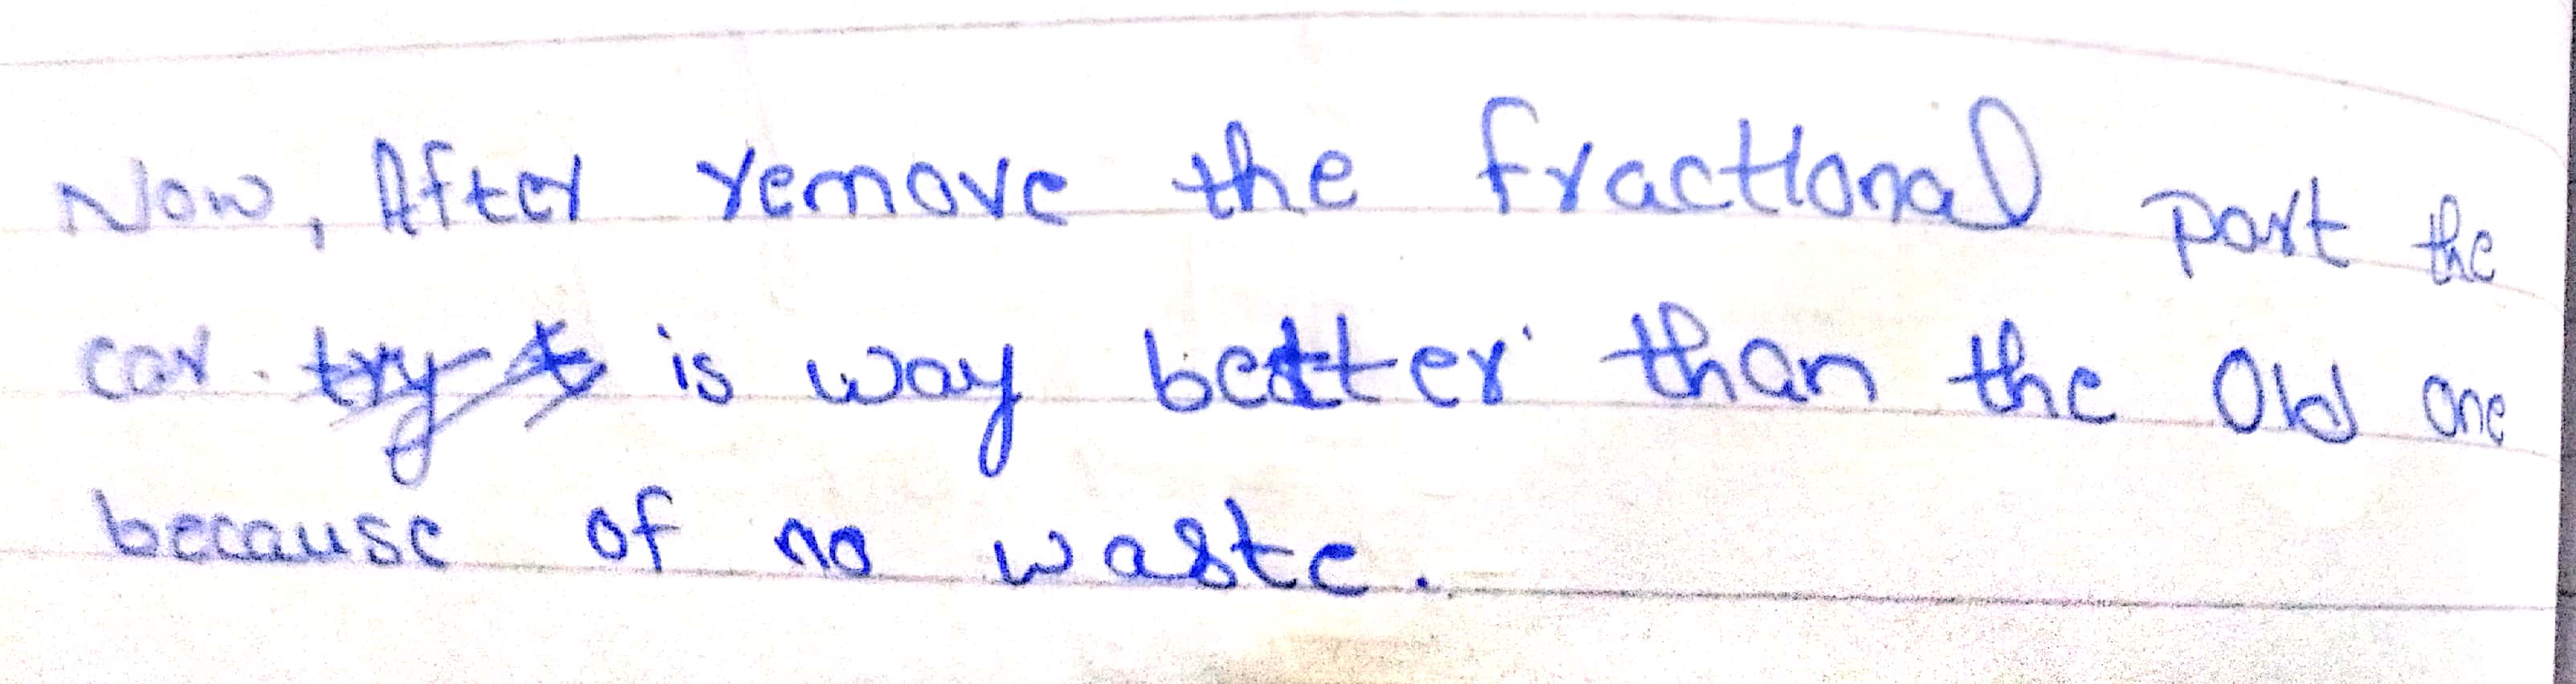 Now, After remove the fractional part the
car. try t is way better than the Old one
because of no waste.